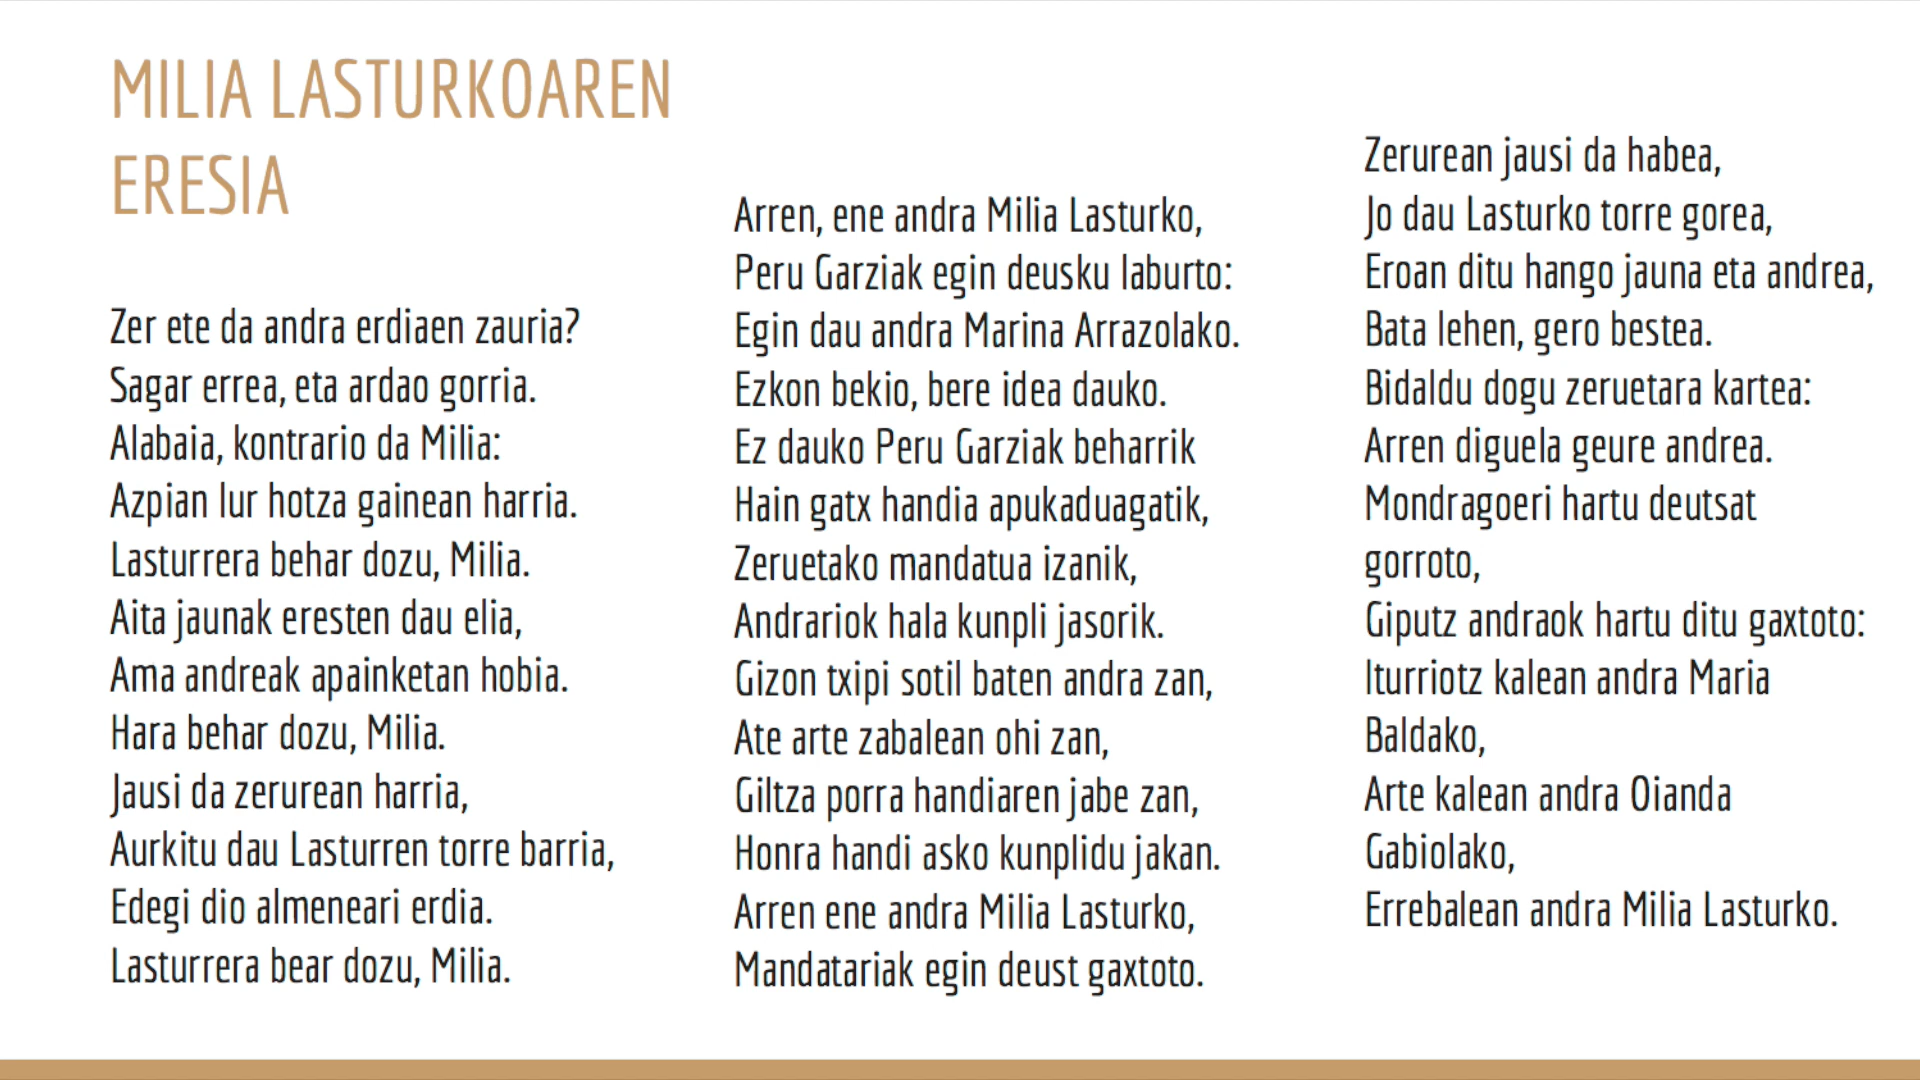 MILIA LASTURKOAREN
ERESIA
Zer ete da andra erdiaen zauria?
Sagar errea, eta ardao gorria.
Alabaia, kontrario da Milia:
Azpian lur hotza gainean harria.
Lasturrera behar dozu, Milia.
Aita jaunak eresten dau elia,
Ama andreak apainketan hobia.
Hara behar dozu, Milia.
Jausi da zerurean harria,
Aurkitu dau Lasturren torre barria,
Edegi dio almeneari erdia.
Lasturrera bear dozu, Milia.
Arren, ene andra Milia Lasturko,
Peru Garziak egin deusku laburto:
Egin dau andra Marina Arrazolako.
Ezkon bekio, bere idea dauko.
Ez dauko Peru Garziak beharrik
Hain gatx handia apukaduagatik,
Zeruetako mandatua izanik,
Andrariok hala kunpli jasorik.
Gizon txipi sotil baten andra zan,
Ate arte zabalean ohi zan,
Giltza porra handiaren jabe zan,
Honra handi asko kunplidu jakan.
Arren ene andra Milia Lasturko,
Mandatariak egin deust gaxtoto.
Zerurean jausi da habea,
Jo dau Lasturko torre gorea,
Eroan ditu hango jauna eta andrea,
Bata lehen, gero bestea.
Bidaldu dogu zeruetara kartea:
Arren diguela geure andrea.
Mondragoeri hartu deutsat
gorroto,
Giputz andraok hartu ditu gaxtoto:
Iturriotz kalean andra Maria
Baldako,
Arte kalean andra Oianda
Gabiolako,
Errebalean andra Milia Lasturko.